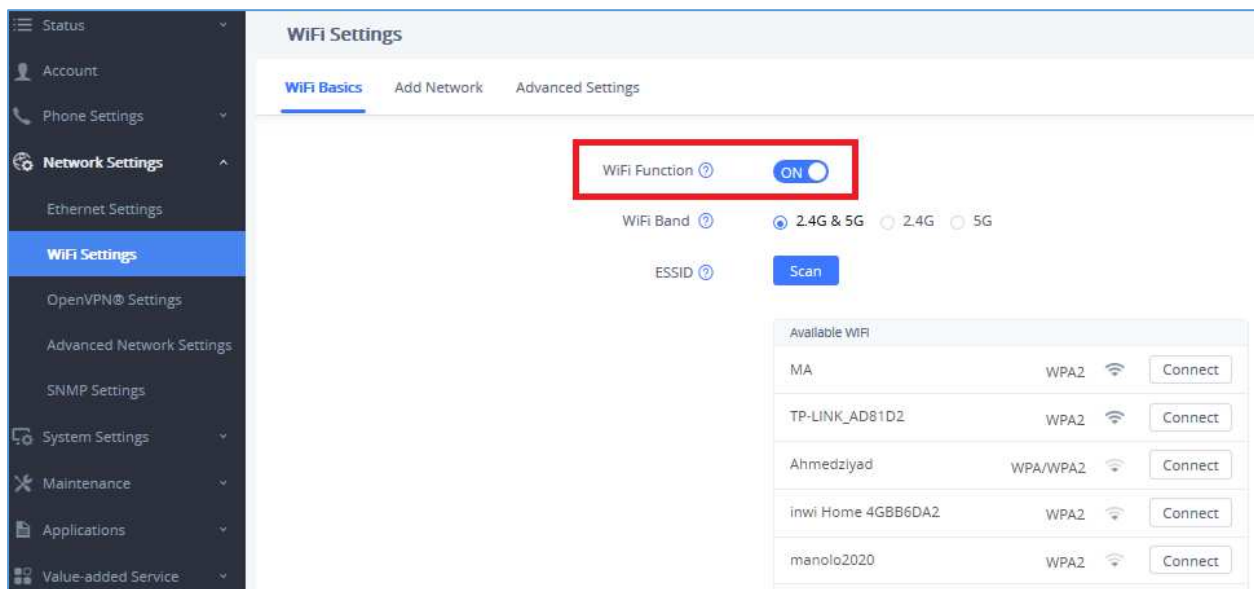 Status
Account
Phone Settings
Network Settings
Ethernet Settings
WiFi Settings
OpenVPN® Settings
Advanced Network Settings
SNMP Settings
System Settings
Maintenance
Applications
Value-added Service
WiFi Settings
WiFi Basics Add Network Advanced Settings
WiFi Function ON
WiFi Band 2.4G & 5G 2.4G 5G
ESSID Scan
Available WIFI
MA WPA2 Connect
TP-LINK_AD81D2 WPA2 Connect
Ahmedziyad WPA/WPA2 Connect
inwi Home 4GBB6DA2 WPA2 Connect
manolo2020 WPA2 Connect